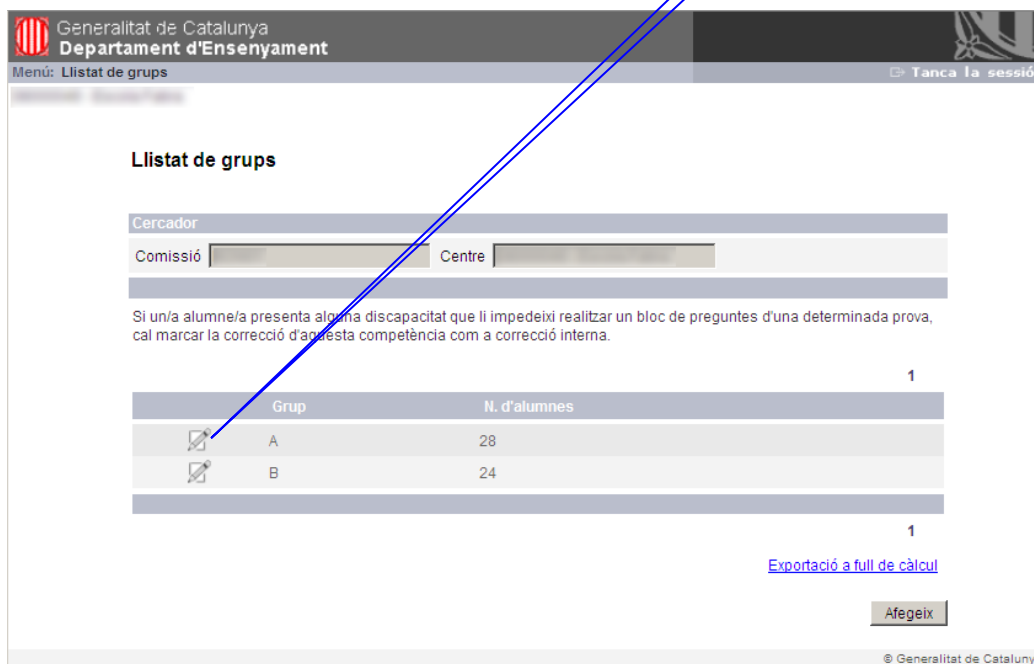 Generalitat de Catalunya
Departament d'Ensenyament
Menú: Llistat de grups Tanca la sessió
Llistat de grups
Cercador
Comissió Centre
Si un/a alumne/a presenta alguna discapacitat que li impedeixi realitzar un bloc de preguntes d'una determinada prova,
cal marcar la correcció d'aquesta competència com a correcció interna.
1
Grup N. d'alumnes
A 28
B 24
1
Exportació a full de càlcul
Afegeix
© Generalitat de Cataluny